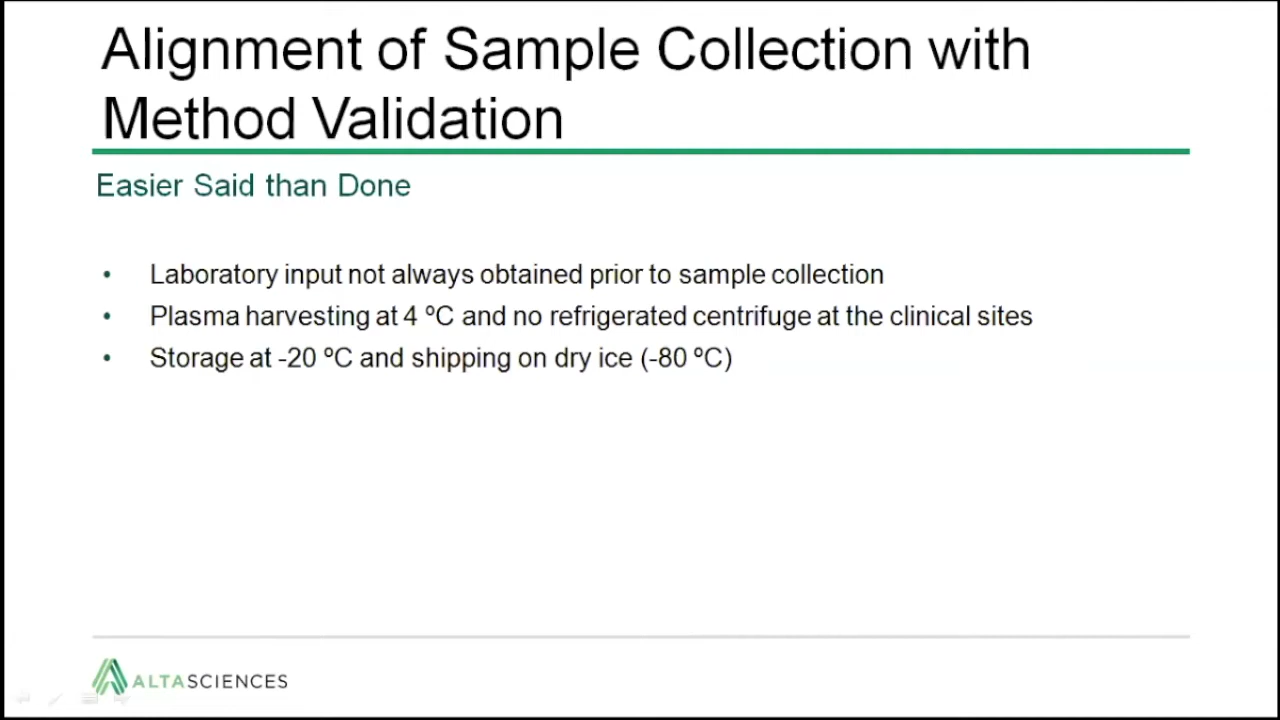 Alignment of Sample Collection with
Method Validation
Easier Said than Done
• Laboratory input not always obtained prior to sample collection
• Plasma harvesting at 4 ºC and no refrigerated centrifuge at the clinical sites
• Storage at -20 ºC and shipping on dry ice (-80 ºC)
ALTASCIENCES